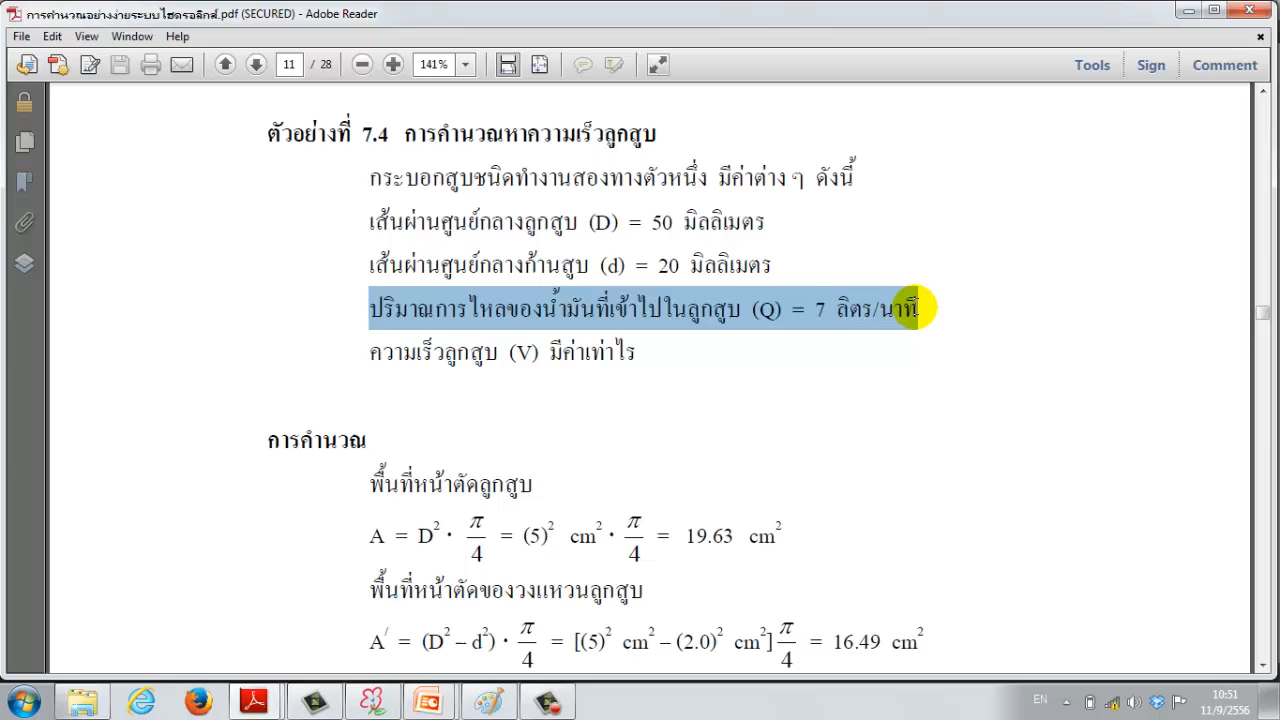 การคำนวณอย่างง่ายระบบไฮดรอลิกส์.pdf (SECURED) - Adobe Reader
File Edit View Window Help
11 / 28 141% Tools Sign Comment
ตัวอย่างที่ 7.4 การคำนวณหาความเร็วลูกสูบ
กระบอกสูบชนิดทำงานสองทางตัวหนึ่ง มีค่าต่าง ๆ ดังนี้
เส้นผ่านศูนย์กลางลูกสูบ (D) = 50 มิลลิเมตร
เส้นผ่านศูนย์กลางก้านสูบ (d) = 20 มิลลิเมตร
ปริมาณการไหลของน้ำมันที่เข้าไปในลูกสูบ (Q) = 7 ลิตร/นาที
ความเร็วลูกสูบ (V) มีค่าเท่าไร
การคำนวณ
พื้นที่หน้าตัดลูกสูบ
A = D² · π/4 = (5)² cm² · π/4 = 19.63 cm²
พื้นที่หน้าตัดของวงแหวนลูกสูบ
A′ = (D² – d²) · π/4 = [(5)² cm² – (2.0)² cm²] π/4 = 16.49 cm²
EN
10:51
11/9/2556